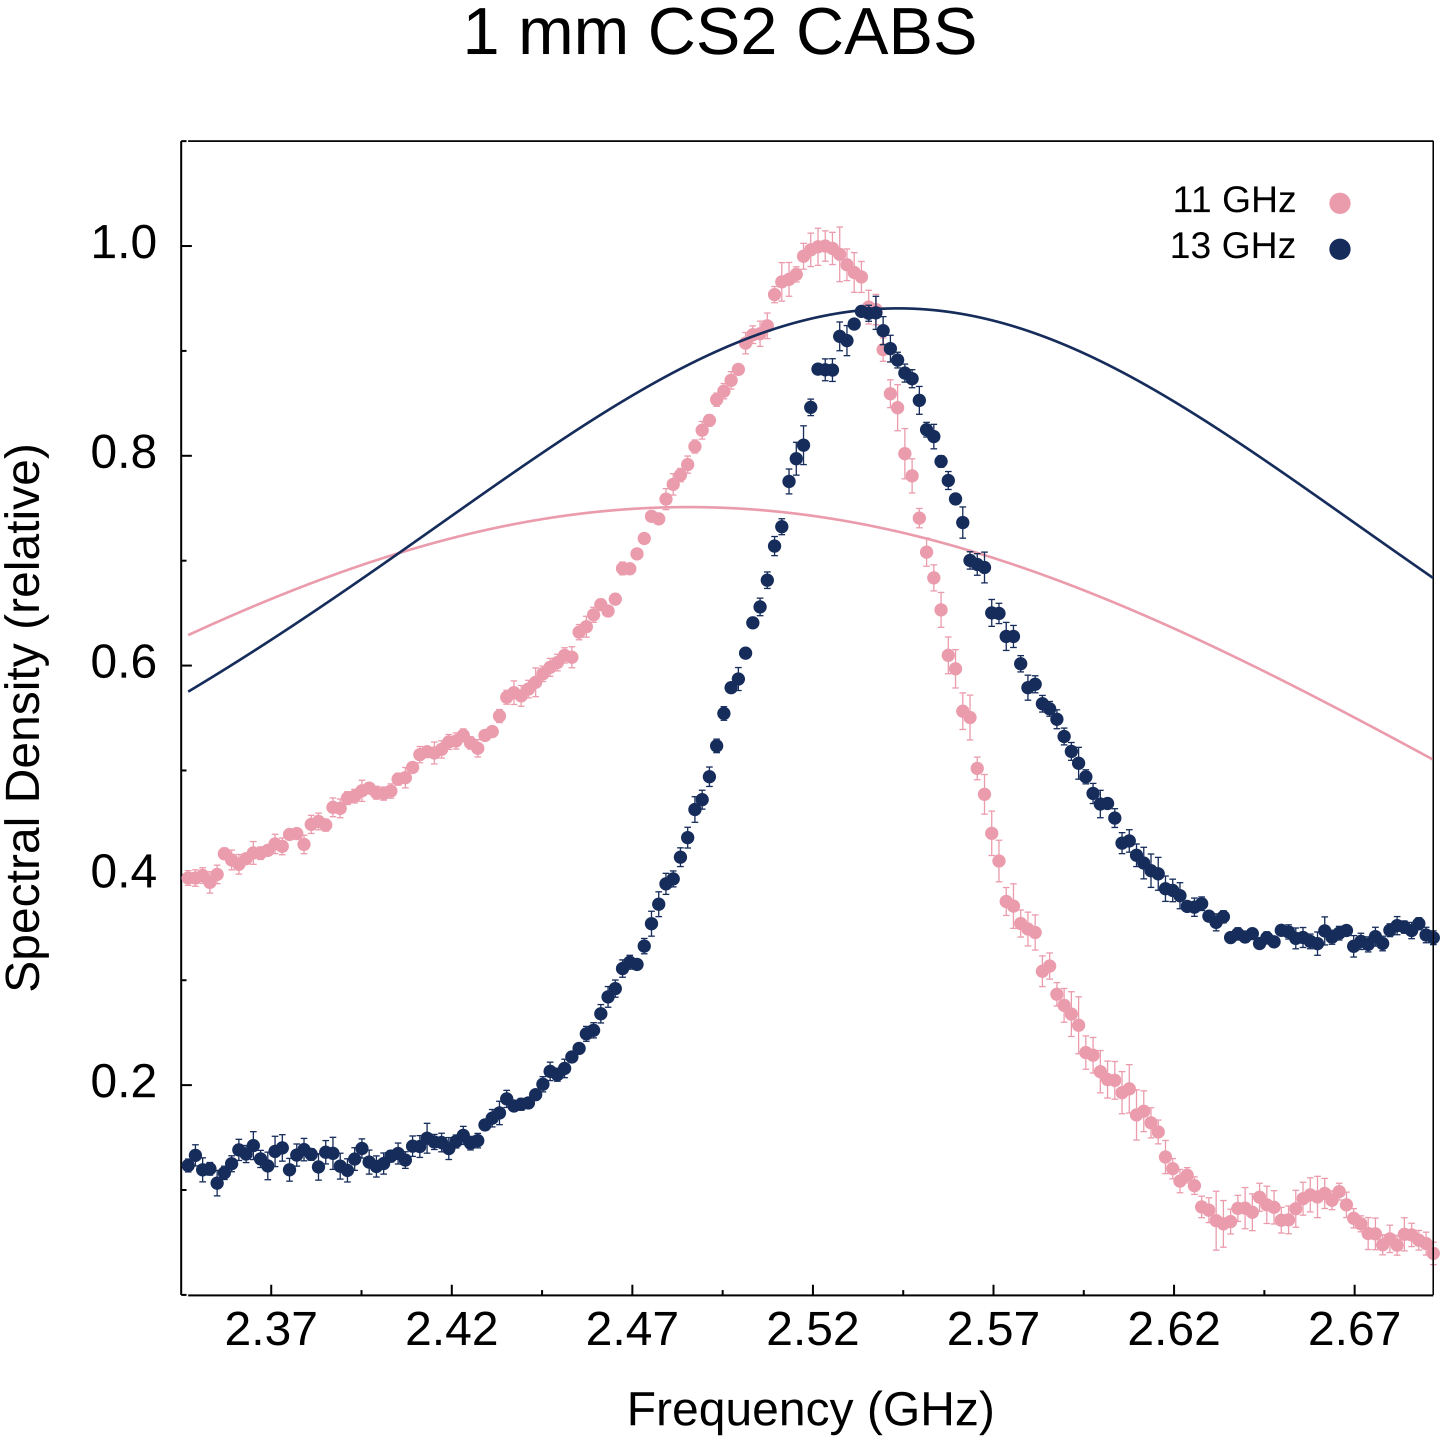 1 mm CS2 CABS
11 GHz
13 GHz
1.0
0.8
0.6
0.4
0.2
Spectral Density (relative)
2.37 2.42 2.47 2.52 2.57 2.62 2.67
Frequency (GHz)